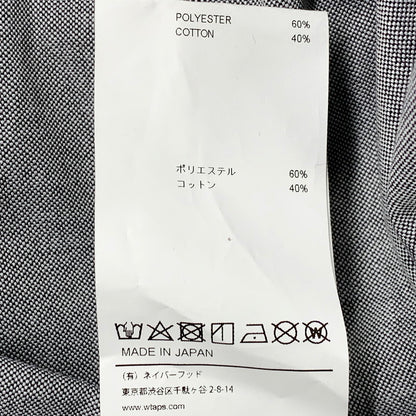 POLYESTER 60%
COTTON 40%
ポリエステル 60%
コットン 40%
MADE IN JAPAN
(有) ネイバーフッド
東京都渋谷区千駄ヶ谷 2-8-14
www.wtaps.com